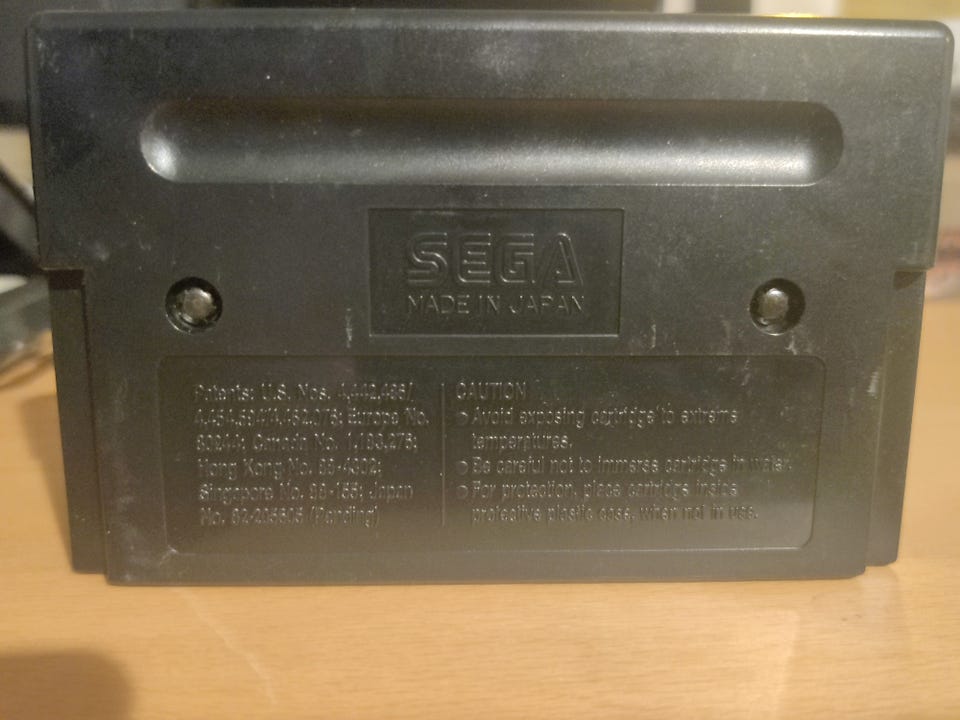 SEGA
MADE IN JAPAN
Patents: U.S. Nos. 4,442,486/
4,454,594/4,462,076; Europe No.
80244; Canada No. 1,183,276;
Hong Kong No. 88-4302;
Singapore No. 88-155; Japan
No. 82-205605 (Pending)
CAUTION
Avoid exposing cartridge to extreme
temperatures.
Be careful not to immerse cartridge in water.
For protection, place cartridge inside
protective plastic case, when not in use.